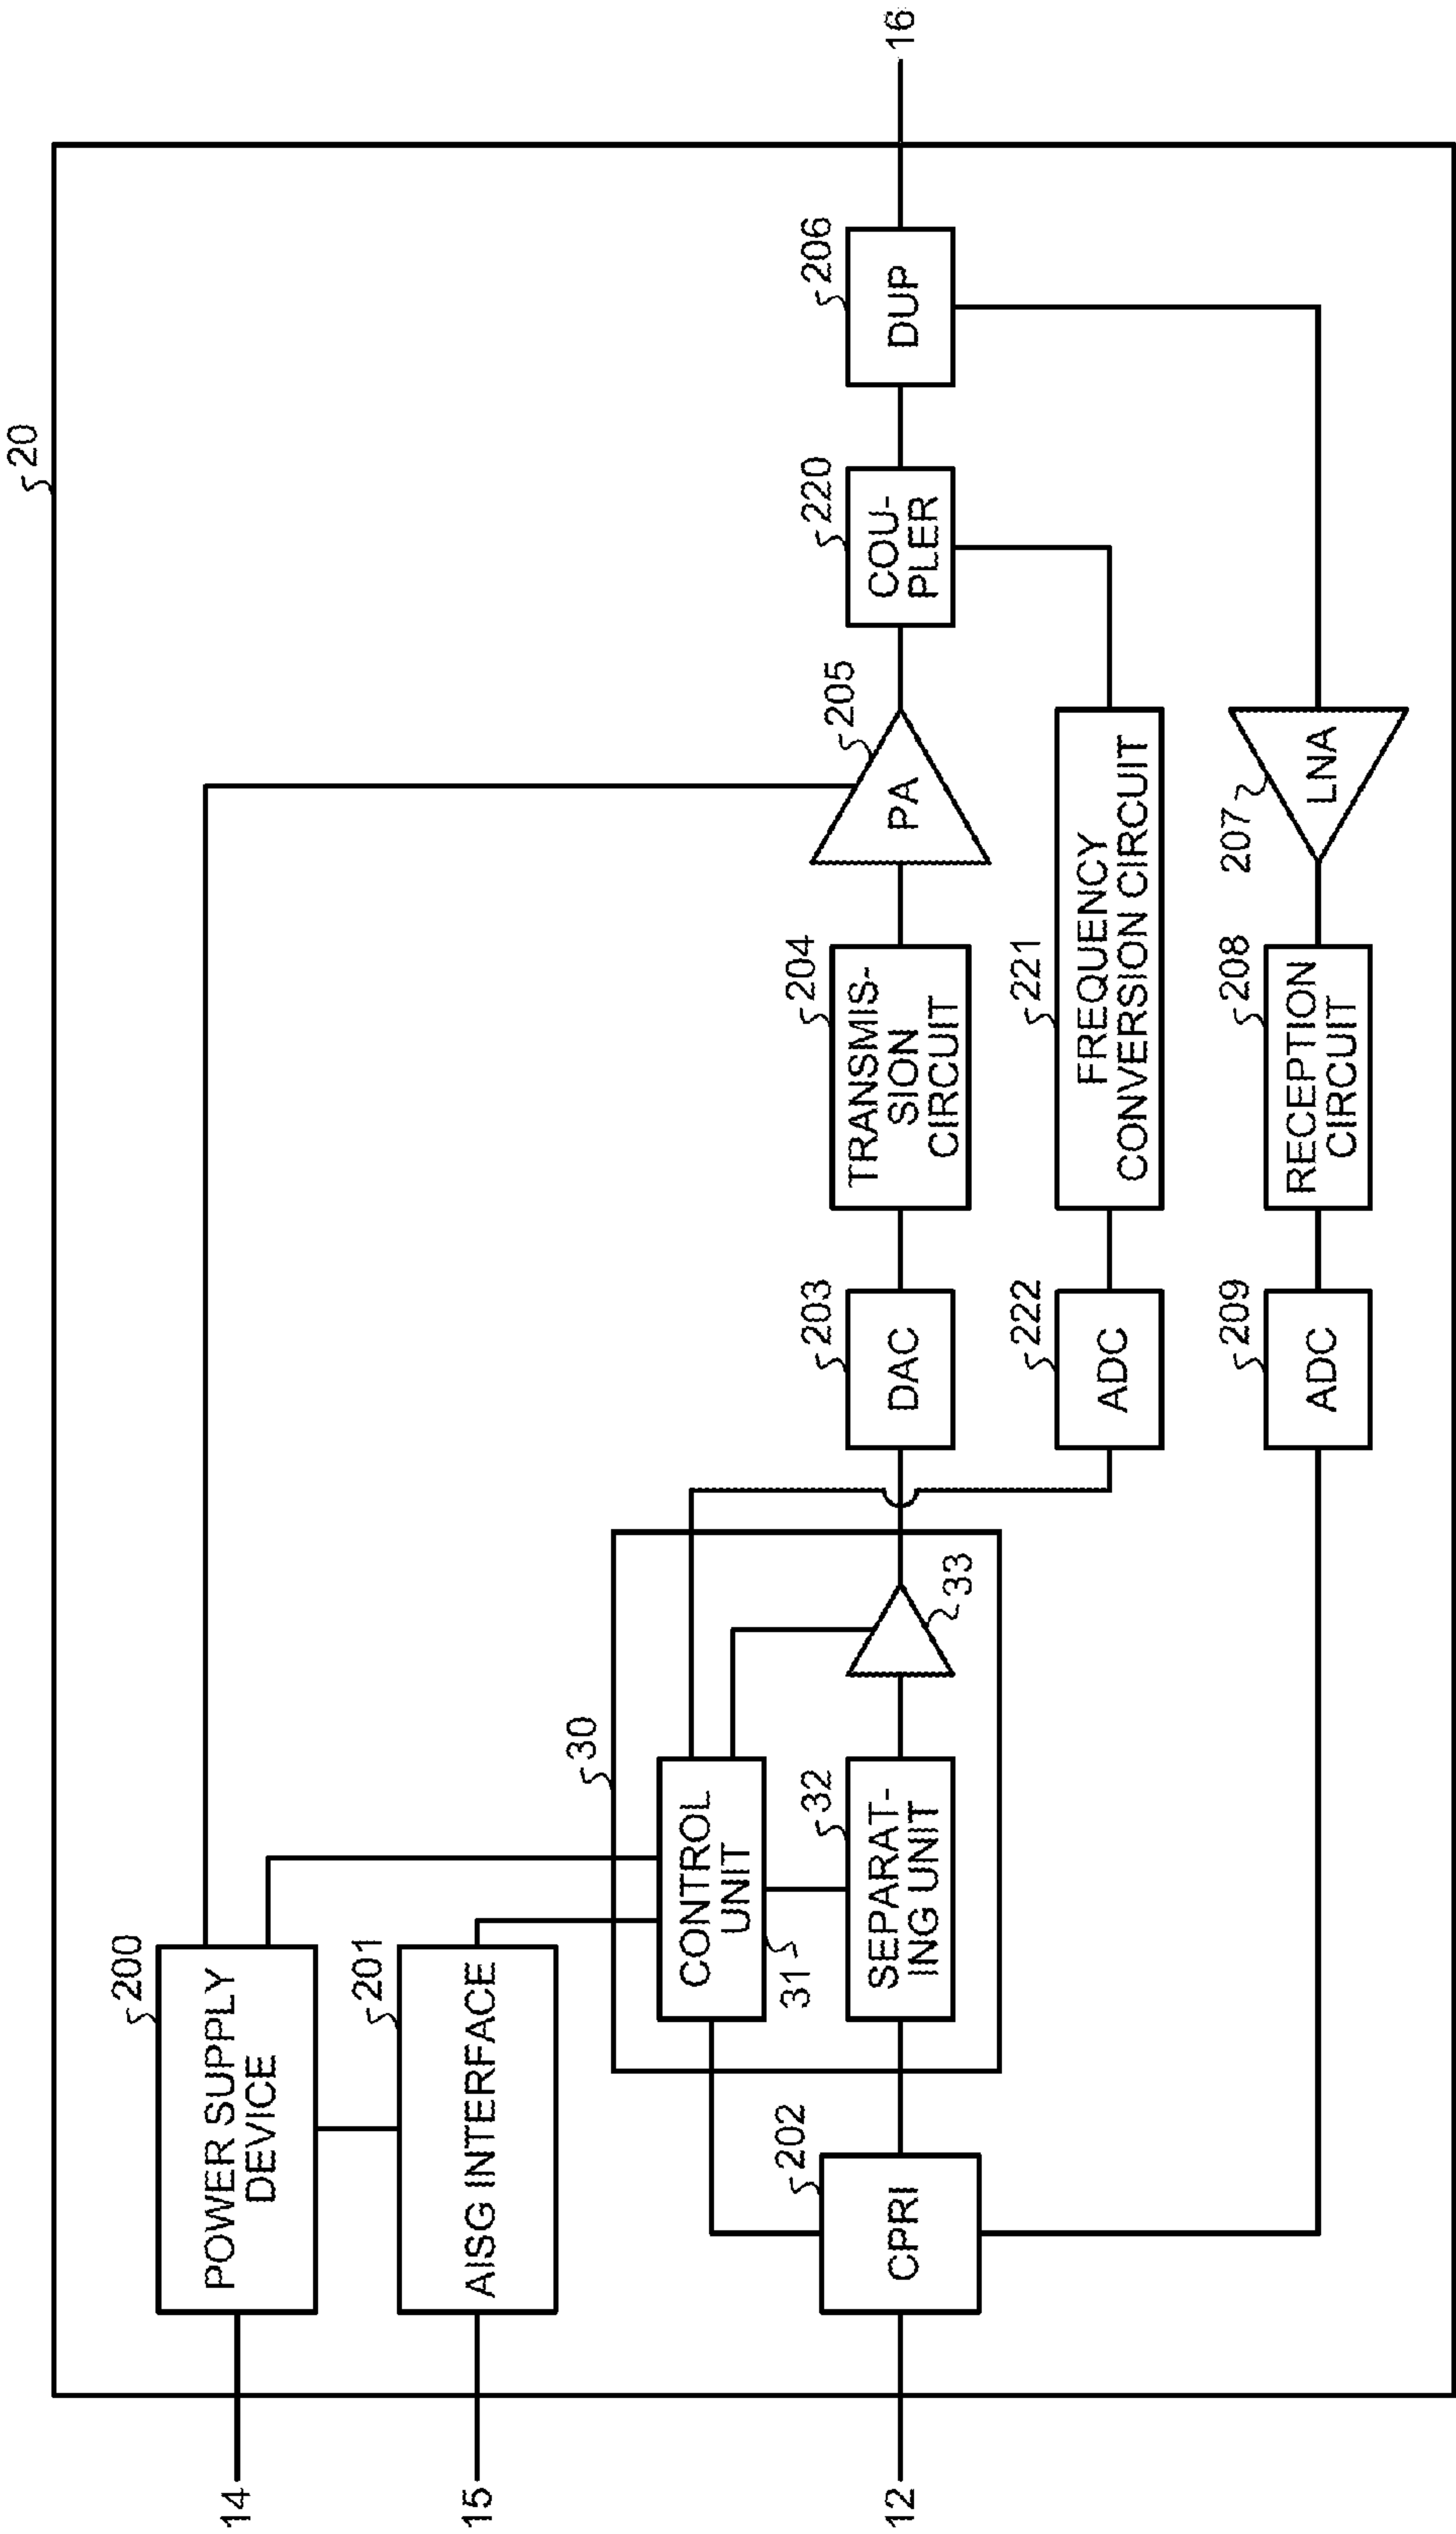 20
200
POWER SUPPLY
DEVICE
14
201
AISG INTERFACE
15
30
CONTROL
UNIT
31
202
CPRI
12
32
SEPARAT-
ING UNIT
33
203
DAC
204
TRANSMIS-
SION
CIRCUIT
205
PA
220
COU-
PLER
206
DUP
16
222
ADC
221
FREQUENCY
CONVERSION CIRCUIT
209
ADC
208
RECEPTION
CIRCUIT
207
LNA